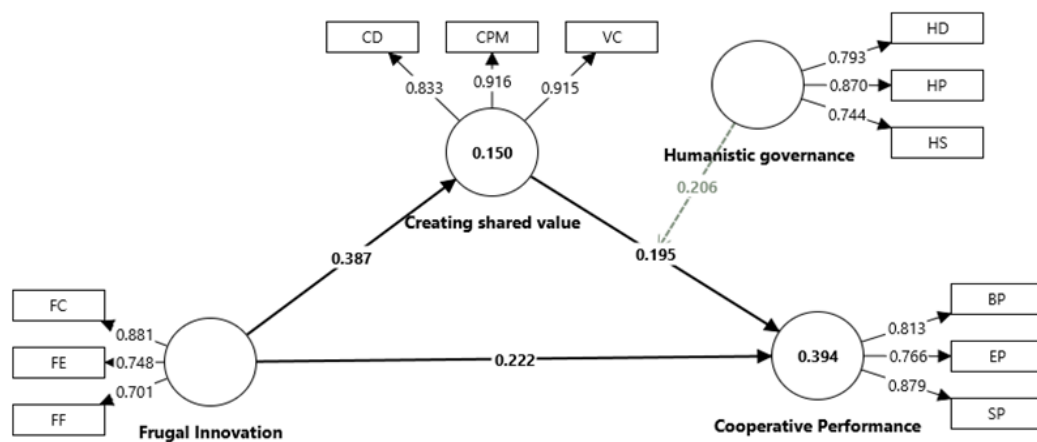 CD
CPM
VC
0.833
0.916
0.915
HD
HP
HS
0.793
0.870
0.744
Humanistic governance
0.150
Creating shared value
0.206
0.387
0.195
FC
FE
FF
0.881
0.748
0.701
Frugal Innovation
0.222
0.394
Cooperative Performance
BP
EP
SP
0.813
0.766
0.879